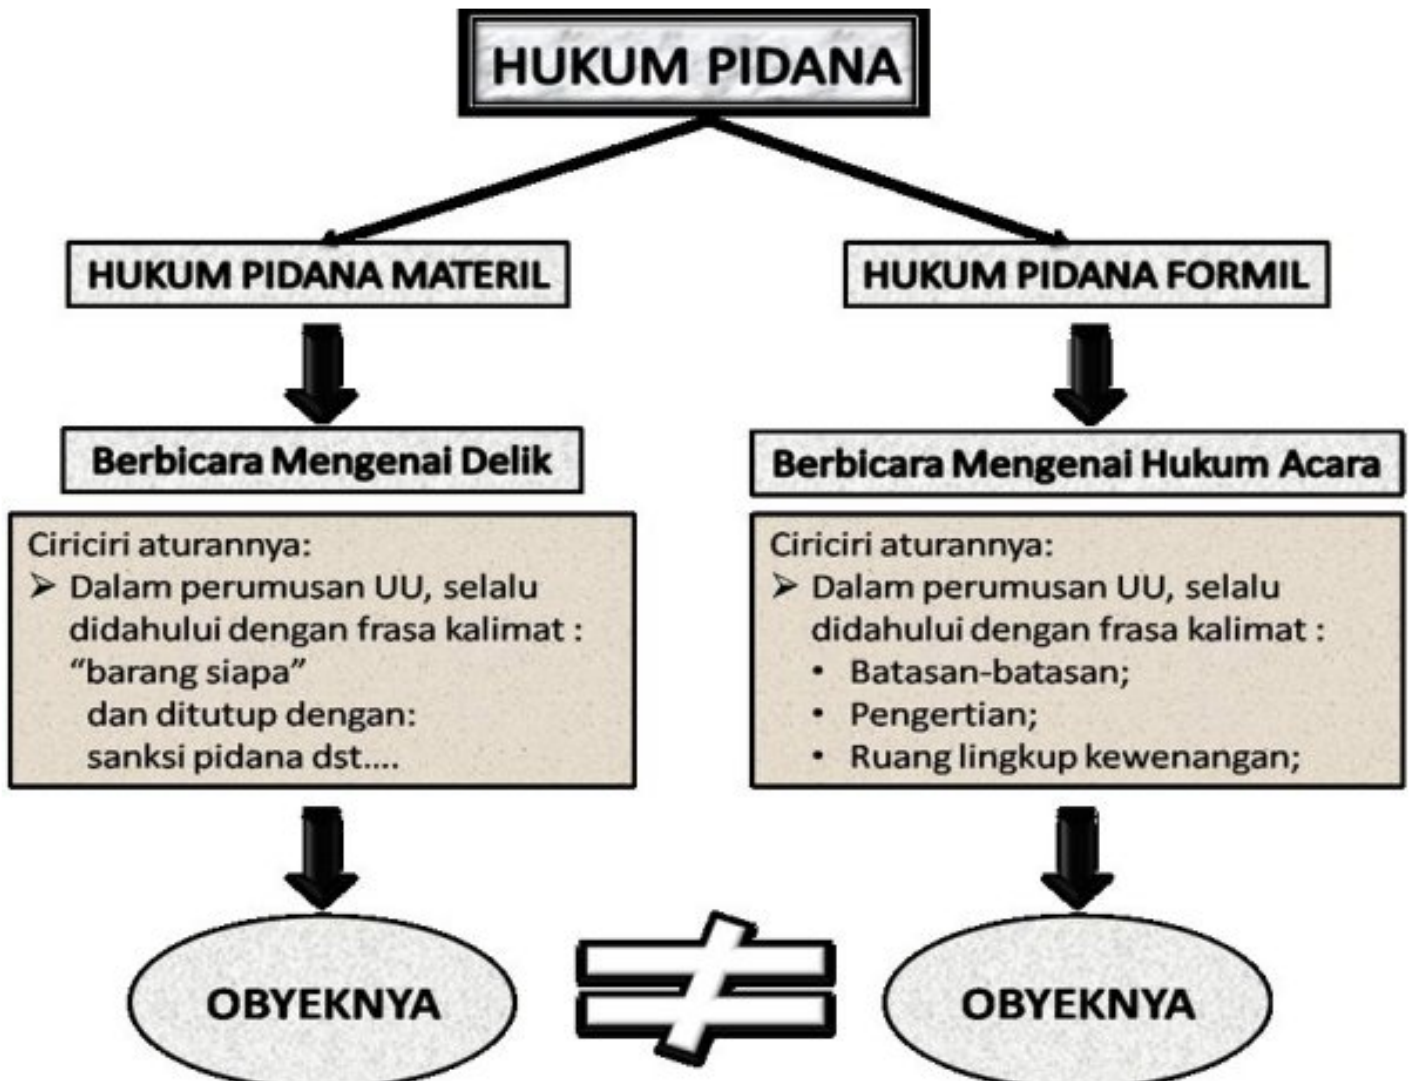 HUKUM PIDANA
HUKUM PIDANA MATERIL
Berbicara Mengenai Delik
Ciriciri aturannya:
➢ Dalam perumusan UU, selalu
didahului dengan frasa kalimat :
“barang siapa”
dan ditutup dengan:
sanksi pidana dst....
OBYEKNYA
HUKUM PIDANA FORMIL
Berbicara Mengenai Hukum Acara
Ciriciri aturannya:
➢ Dalam perumusan UU, selalu
didahului dengan frasa kalimat :
• Batasan-batasan;
• Pengertian;
• Ruang lingkup kewenangan;
OBYEKNYA